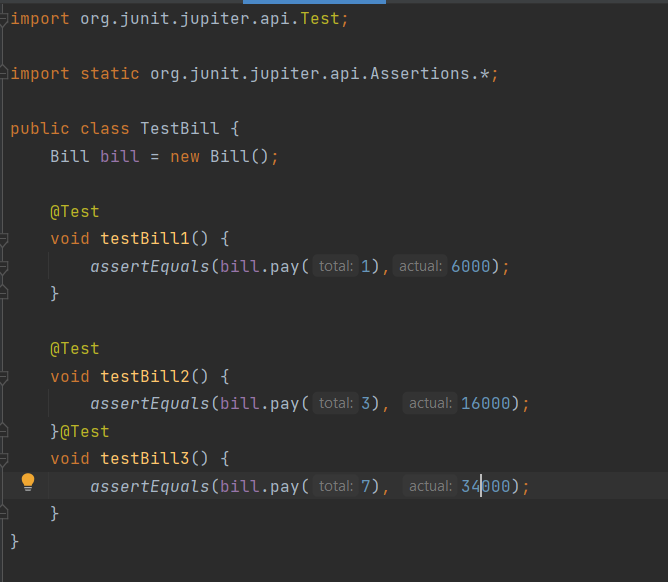 import org.junit.jupiter.api.Test;
import static org.junit.jupiter.api.Assertions.*;
public class TestBill {
Bill bill = new Bill();
@Test
void testBill1() {
assertEquals(bill.pay( total: 1), actual: 6000);
}
@Test
void testBill2() {
assertEquals(bill.pay( total: 3), actual: 16000);
}@Test
void testBill3() {
assertEquals(bill.pay( total: 7), actual: 34000);
}
}